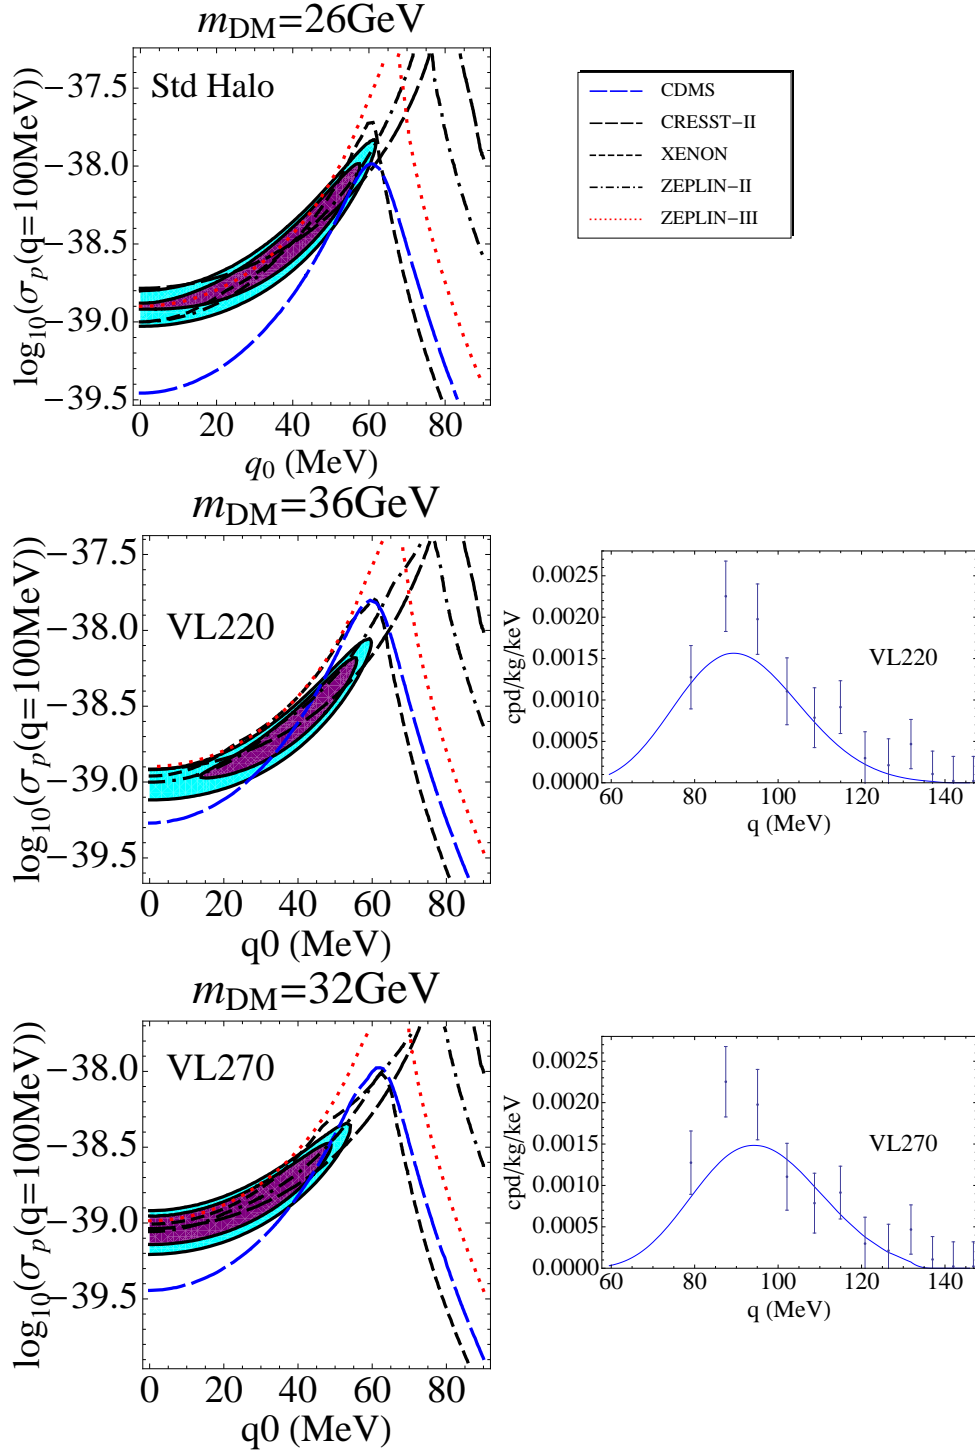 m_DM=26GeV
log10(σp(q=100MeV))
−37.5
−38.0
−38.5
−39.0
−39.5
Std Halo
0 20 40 60 80
q0 (MeV)
CDMS
CRESST−II
XENON
ZEPLIN−II
ZEPLIN−III
m_DM=36GeV
log10(σp(q=100MeV))
−37.5
−38.0
−38.5
−39.0
−39.5
VL220
0 20 40 60 80
q0 (MeV)
cpd/kg/keV
0.0025
0.0020
0.0015
0.0010
0.0005
0.0000
VL220
60 80 100 120 140
q (MeV)
m_DM=32GeV
log10(σp(q=100MeV))
−38.0
−38.5
−39.0
−39.5
VL270
0 20 40 60 80
q0 (MeV)
cpd/kg/keV
0.0025
0.0020
0.0015
0.0010
0.0005
0.0000
VL270
60 80 100 120 140
q (MeV)